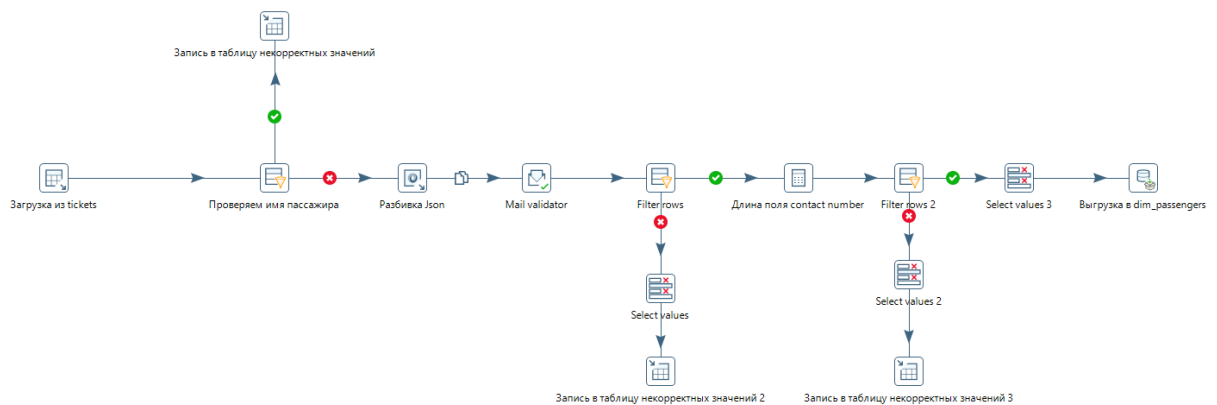 Запись в таблицу некорректных значений
Загрузка из tickets
Проверяем имя пассажира
Разбивка Json
Mail validator
Filter rows
Длина поля contact number
Filter rows 2
Select values 3
Выгрузка в dim_passengers
Select values
Select values 2
Запись в таблицу некорректных значений 2
Запись в таблицу некорректных значений 3